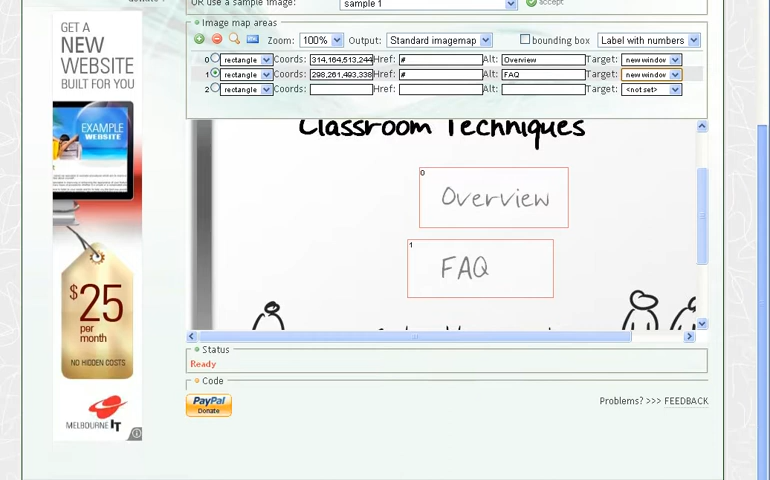 OR use a sample image: sample 1 accept
Image map areas
Zoom: 100% Output: Standard imagemap bounding box Label with numbers
0 rectangle Coords: 314,164,513,244 Href: # Alt: Overview Target: new window
1 rectangle Coords: 298,261,493,338 Href: # Alt: FAQ Target: new window
2 rectangle Coords: Href: Alt: Target: <not set>
GET A
NEW
WEBSITE
BUILT FOR YOU
EXAMPLE
WEBSITE
$25
per
month
NO HIDDEN COSTS
MELBOURNE IT
Classroom Techniques
0
Overview
1
FAQ
Status
Ready
Code
PayPal
Donate
Problems? >>> FEEDBACK